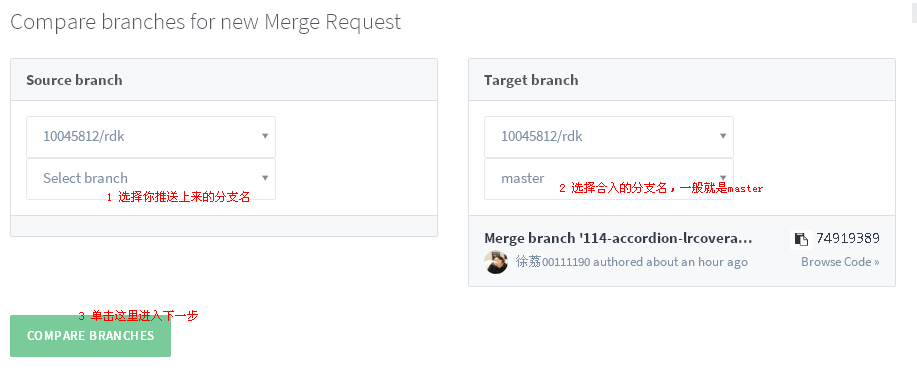 Compare branches for new Merge Request
Source branch
10045812/rdk
Select branch
1 选择你推送上来的分支名
Target branch
10045812/rdk
master
2 选择合入的分支名，一般就是master
Merge branch '114-accordion-lrcovera...
74919389
徐荔00111190 authored about an hour ago
Browse Code »
3 单击这里进入下一步
COMPARE BRANCHES